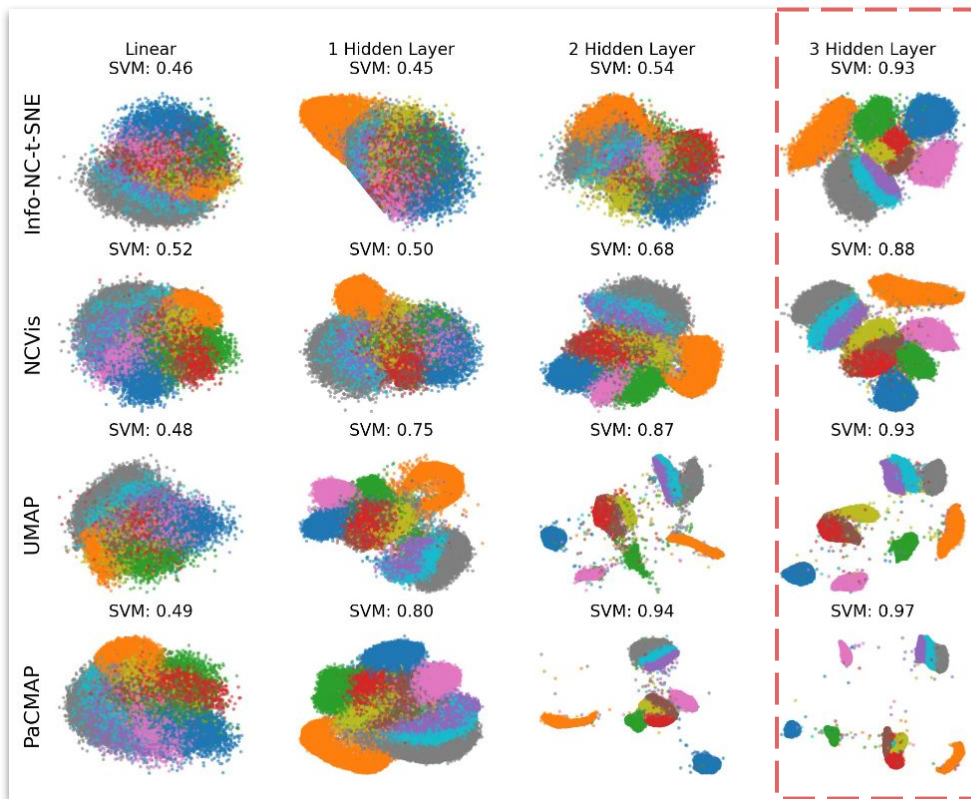 Linear
SVM: 0.46
1 Hidden Layer
SVM: 0.45
2 Hidden Layer
SVM: 0.54
3 Hidden Layer
SVM: 0.93
Info-NC-t-SNE
SVM: 0.52
SVM: 0.50
SVM: 0.68
SVM: 0.88
NCVis
SVM: 0.48
SVM: 0.75
SVM: 0.87
SVM: 0.93
UMAP
SVM: 0.49
SVM: 0.80
SVM: 0.94
SVM: 0.97
PaCMAP